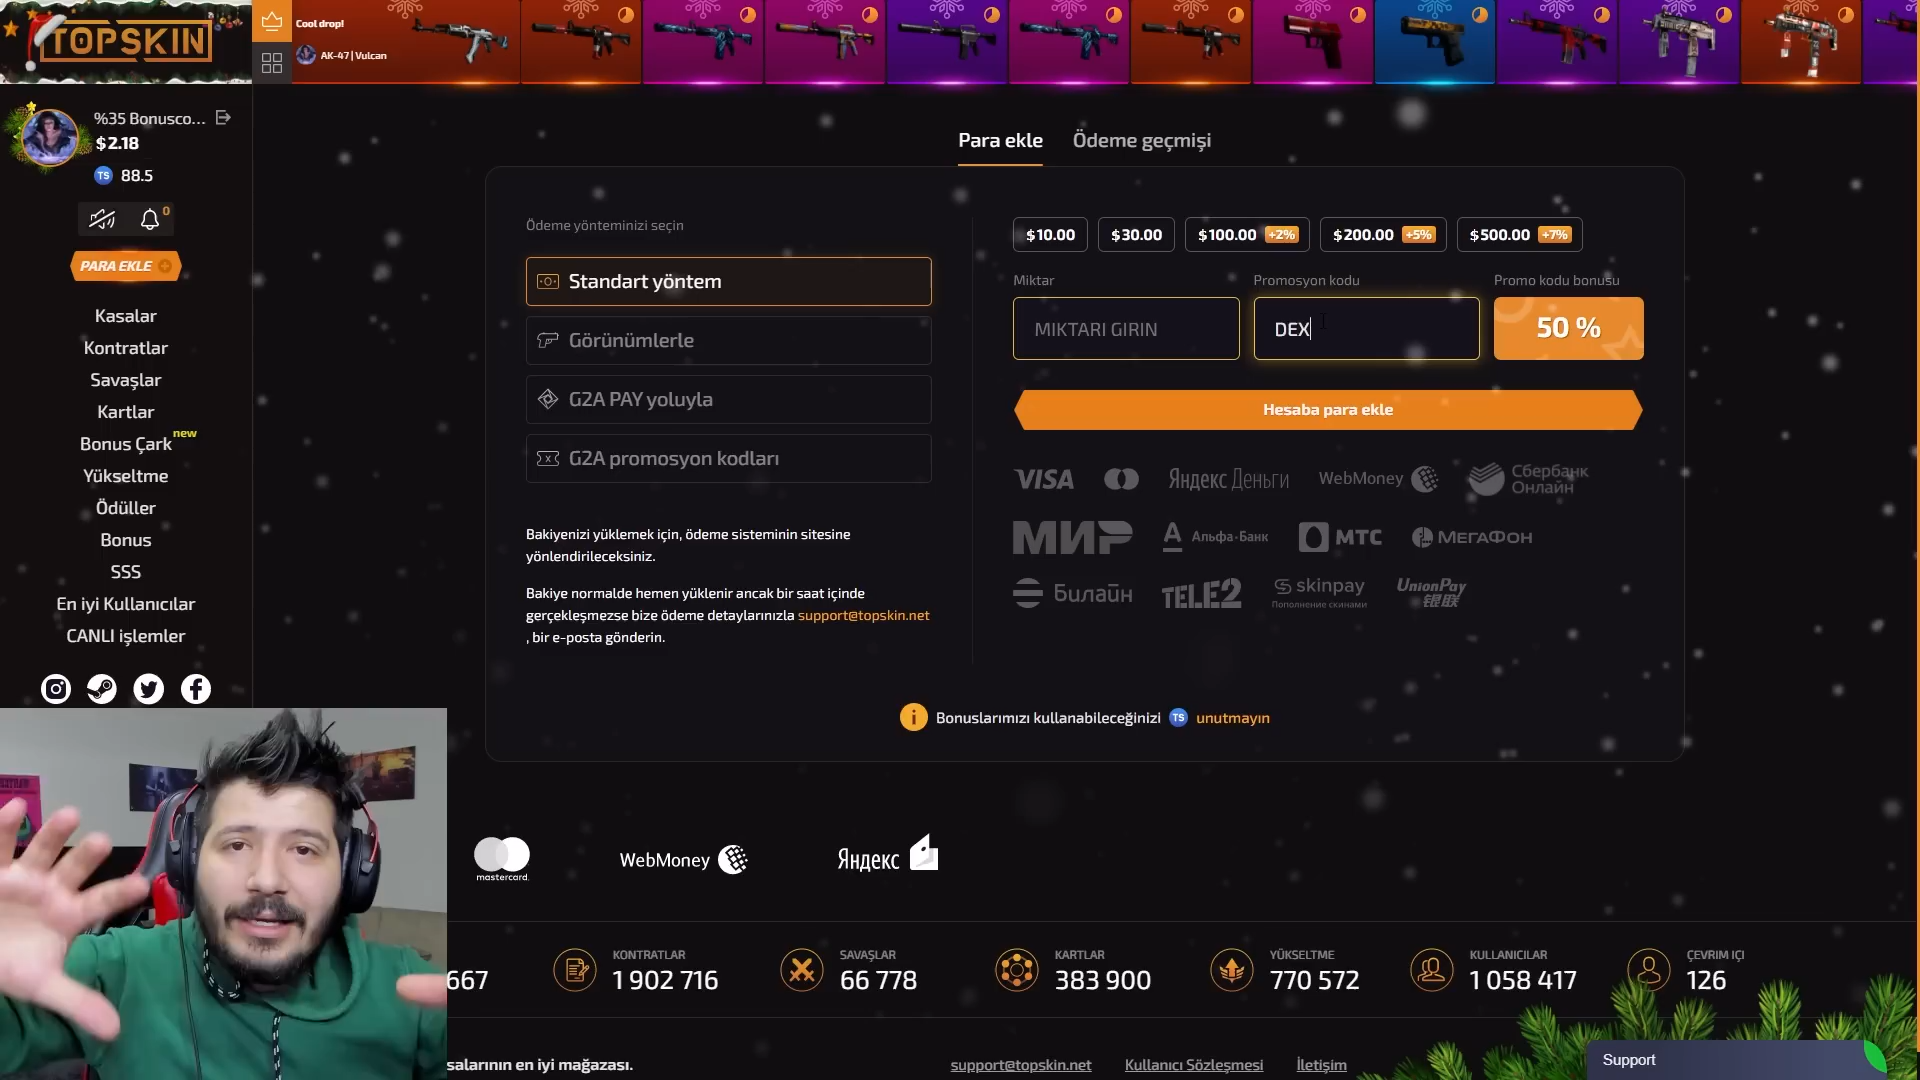 TOPSKIN
Cool drop!
AK-47 | Vulcan
%35 Bonusco...
$2.18
TS 88.5
0
PARA EKLE
Kasalar
Kontratlar
Savaşlar
Kartlar
Bonus Çark new
Yükseltme
Ödüller
Bonus
SSS
En iyi Kullanıcılar
CANLI işlemler
Para ekle Ödeme geçmişi
Ödeme yönteminizi seçin
Standart yöntem
Görünümlerle
G2A PAY yoluyla
G2A promosyon kodları
Bakiyenizi yüklemek için, ödeme sisteminin sitesine
yönlendirileceksiniz.
Bakiye normalde hemen yüklenir ancak bir saat içinde
gerçekleşmezse bize ödeme detaylarınızla support@topskin.net
, bir e-posta gönderin.
$10.00 $30.00 $100.00 +2% $200.00 +5% $500.00 +7%
Miktar Promosyon kodu Promo kodu bonusu
MIKTARI GIRIN DEX 50 %
Hesaba para ekle
VISA Яндекс Деньги WebMoney Сбербанк
Онлайн
МИР А Альфа·Банк МТС МЕГАФОН
Билайн TELE2 skinpay UnionPay
Пополнение скинами 银联
i Bonuslarımızı kullanabileceğinizi TS unutmayın
mastercard. WebMoney Яндекс
667
KONTRATLAR
1 902 716
SAVAŞLAR
66 778
KARTLAR
383 900
YÜKSELTME
770 572
KULLANICILAR
1 058 417
ÇEVRIM IÇI
126
salarının en iyi mağazası.
support@topskin.net Kullanıcı Sözleşmesi İletişim
Support